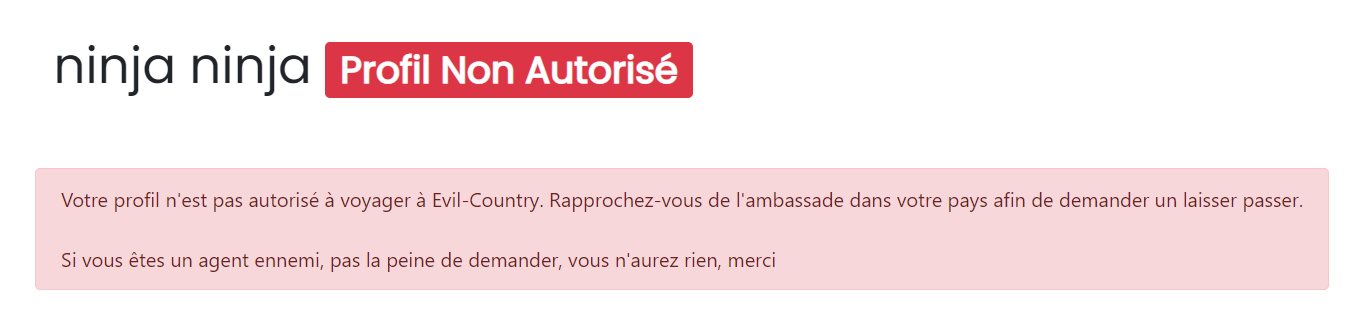 ninja ninja Profil Non Autorisé
Votre profil n'est pas autorisé à voyager à Evil-Country. Rapprochez-vous de l'ambassade dans votre pays afin de demander un laisser passer.
Si vous êtes un agent ennemi, pas la peine de demander, vous n'aurez rien, merci